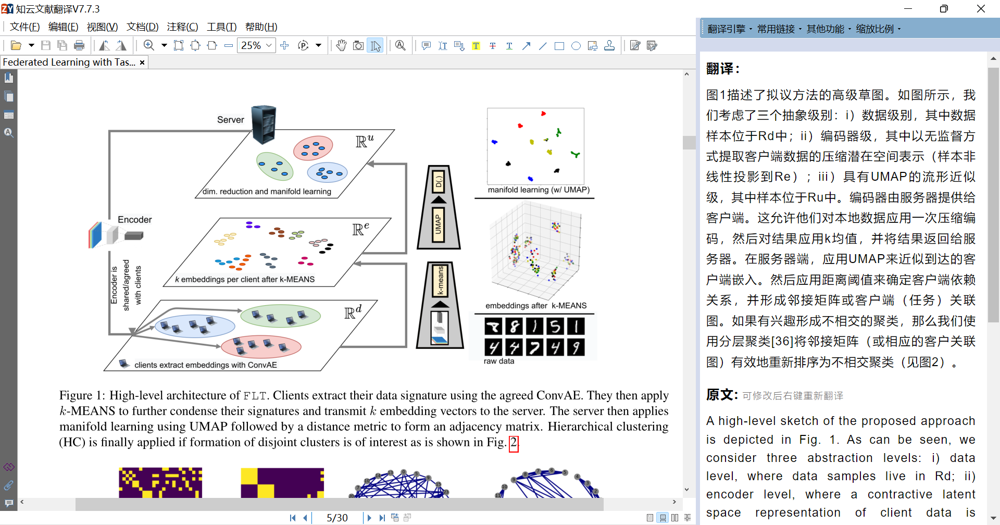 知云文献翻译V7.7.3
文件(F) 编辑(E) 视图(V) 文档(D) 注释(C) 工具(T) 帮助(H)
翻译引擎 常用链接 其他功能 缩放比例
25%
Federated Learning with Tas... ×
Server
ℝᵘ
dim. reduction and manifold learning
Encoder
ℝᵉ
k embeddings per client after k-MEANS
Encoder is
shared/agreed
with clients
ℝᵈ
clients extract embeddings with ConvAE
D(.)
UMAP
k-means
manifold learning (w/ UMAP)
embeddings after k-MEANS
raw data
Figure 1: High-level architecture of FLT. Clients extract their data signature using the agreed ConvAE. They then apply
k-MEANS to further condense their signatures and transmit k embedding vectors to the server. The server then applies
manifold learning using UMAP followed by a distance metric to form an adjacency matrix. Hierarchical clustering
(HC) is finally applied if formation of disjoint clusters is of interest as is shown in Fig. 2.
5/30
翻译：
图1描述了拟议方法的高级草图。如图所示，我
们考虑了三个抽象级别：i）数据级别，其中数据
样本位于Rd中；ii）编码器级，其中以无监督方
式提取客户端数据的压缩潜在空间表示（样本非
线性投影到Re）；iii）具有UMAP的流形近似
级，其中样本位于Ru中。编码器由服务器提供给
客户端。这允许他们对本地数据应用一次压缩编
码，然后对结果应用k均值，并将结果返回给服
务器。在服务器端，应用UMAP来近似到达的客
户端嵌入。然后应用距离阈值来确定客户端依赖
关系，并形成邻接矩阵或客户端（任务）关联
图。如果有兴趣形成不相交的聚类，那么我们使
用分层聚类[36]将邻接矩阵（或相应的客户关联
图）有效地重新排序为不相交聚类（见图2）。
原文: 可修改后右键重新翻译
A high-level sketch of the proposed approach
is depicted in Fig. 1. As can be seen, we
consider three abstraction levels: i) data
level, where data samples live in Rd; ii)
encoder level, where a contractive latent
space representation of client data is